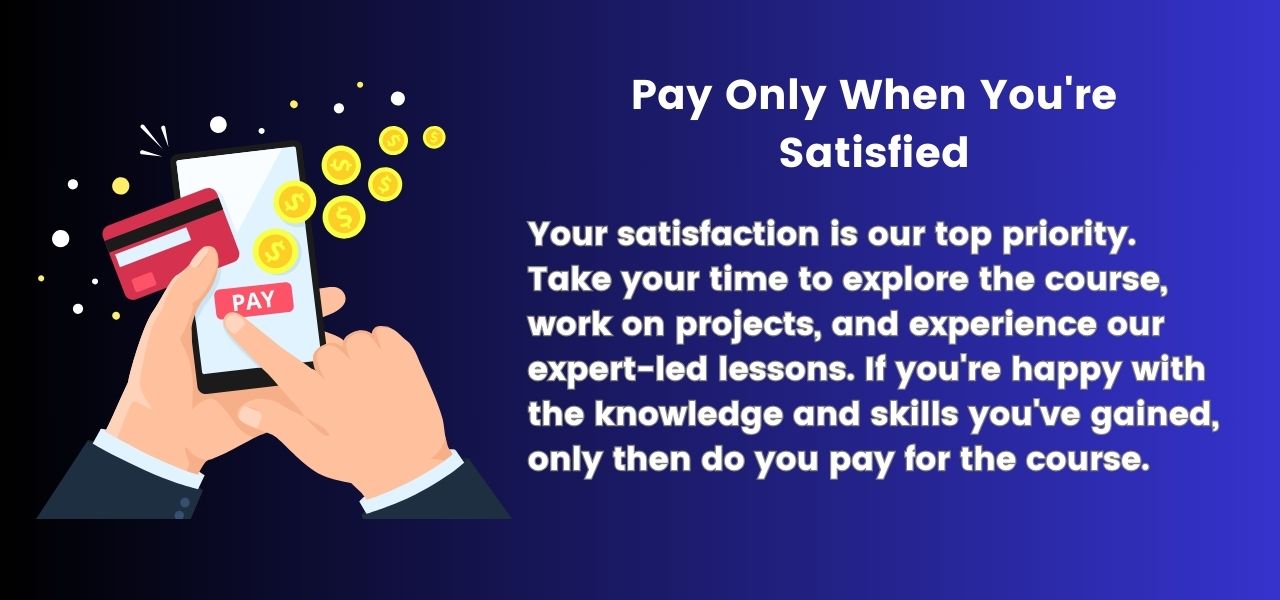 Pay Only When You're
Satisfied
Your satisfaction is our top priority.
Take your time to explore the course,
work on projects, and experience our
expert-led lessons. If you're happy with
the knowledge and skills you've gained,
only then do you pay for the course.
PAY
$
$
$
$
$
$
$